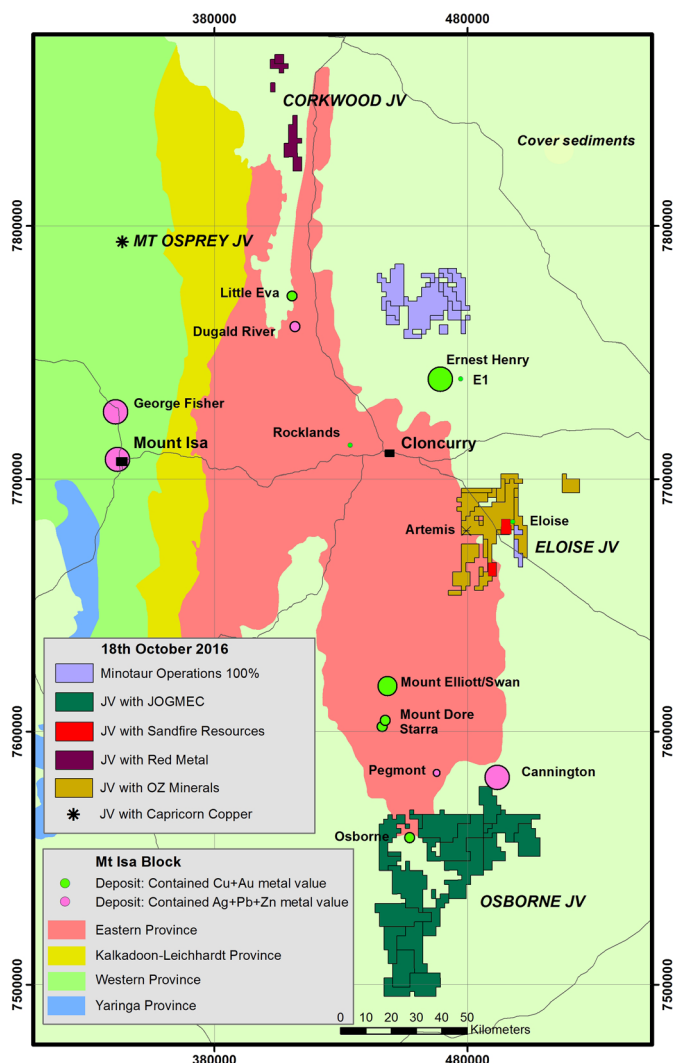 380000
480000
CORKWOOD JV
Cover sediments
7800000
7800000
MT OSPREY JV
Little Eva
Dugald River
Ernest Henry
E1
George Fisher
Mount Isa
Rocklands
Cloncurry
7700000
7700000
Artemis
Eloise
ELOISE JV
18th October 2016
Minotaur Operations 100%
JV with JOGMEC
JV with Sandfire Resources
JV with Red Metal
JV with OZ Minerals
JV with Capricorn Copper
Mount Elliott/Swan
Mount Dore
Starra
7600000
7600000
Pegmont
Cannington
Osborne
OSBORNE JV
Mt Isa Block
Deposit: Contained Cu+Au metal value
Deposit: Contained Ag+Pb+Zn metal value
Eastern Province
Kalkadoon-Leichhardt Province
Western Province
Yaringa Province
7500000
7500000
0 10 20 30 40 50
Kilometers
380000
480000